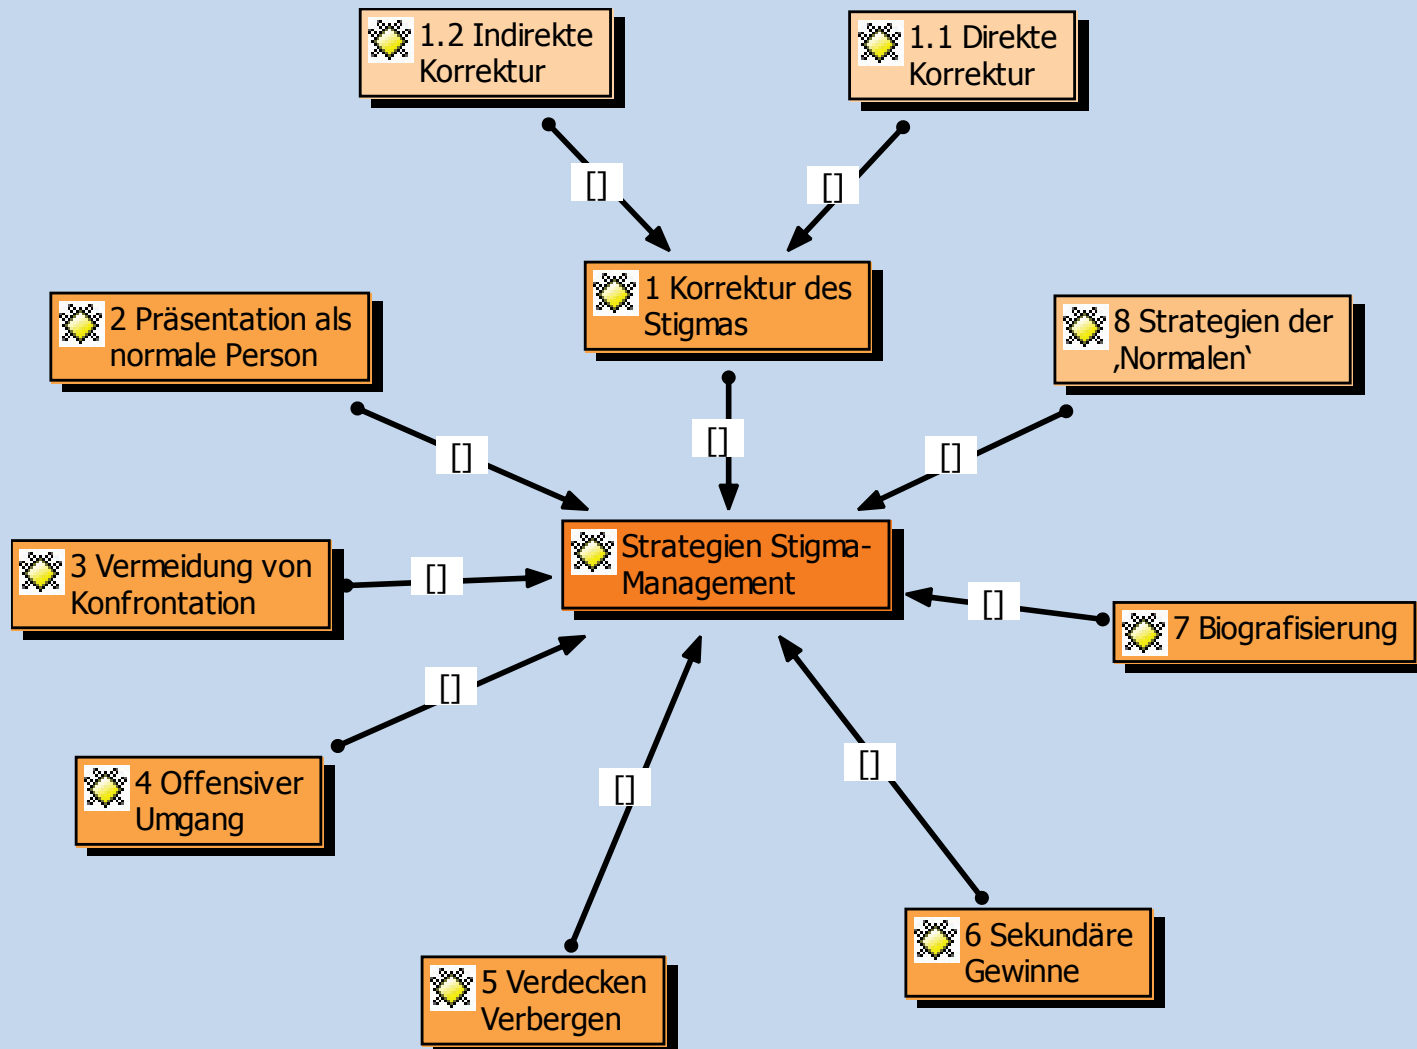 1.2 Indirekte
Korrektur
1.1 Direkte
Korrektur
[]
[]
1 Korrektur des
Stigmas
2 Präsentation als
normale Person
8 Strategien der
‚Normalen‘
[]
[]
[]
Strategien Stigma-
Management
3 Vermeidung von
Konfrontation
[]
[]
7 Biografisierung
[]
4 Offensiver
Umgang
[]
[]
6 Sekundäre
Gewinne
5 Verdecken
Verbergen